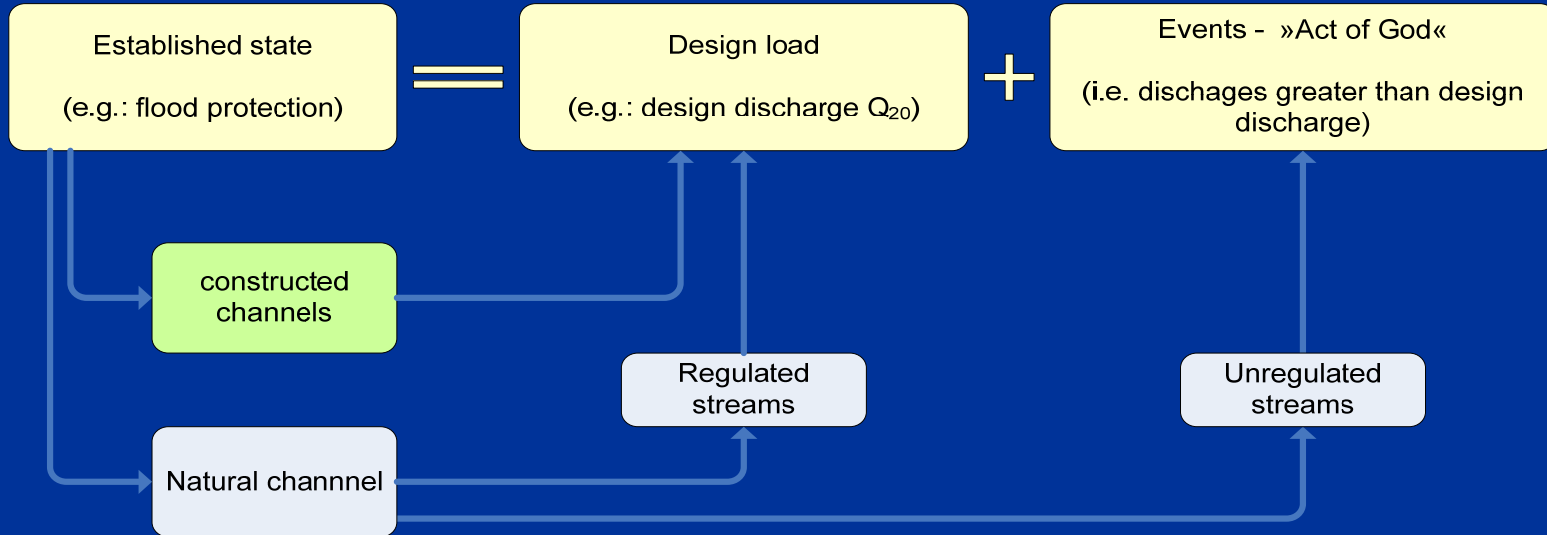 Established state
(e.g.: flood protection)
Design load
(e.g.: design discharge Q₂₀)
+
Events - »Act of God«
(i.e. dischages greater than design
discharge)
constructed
channels
Regulated
streams
Unregulated
streams
Natural channnel